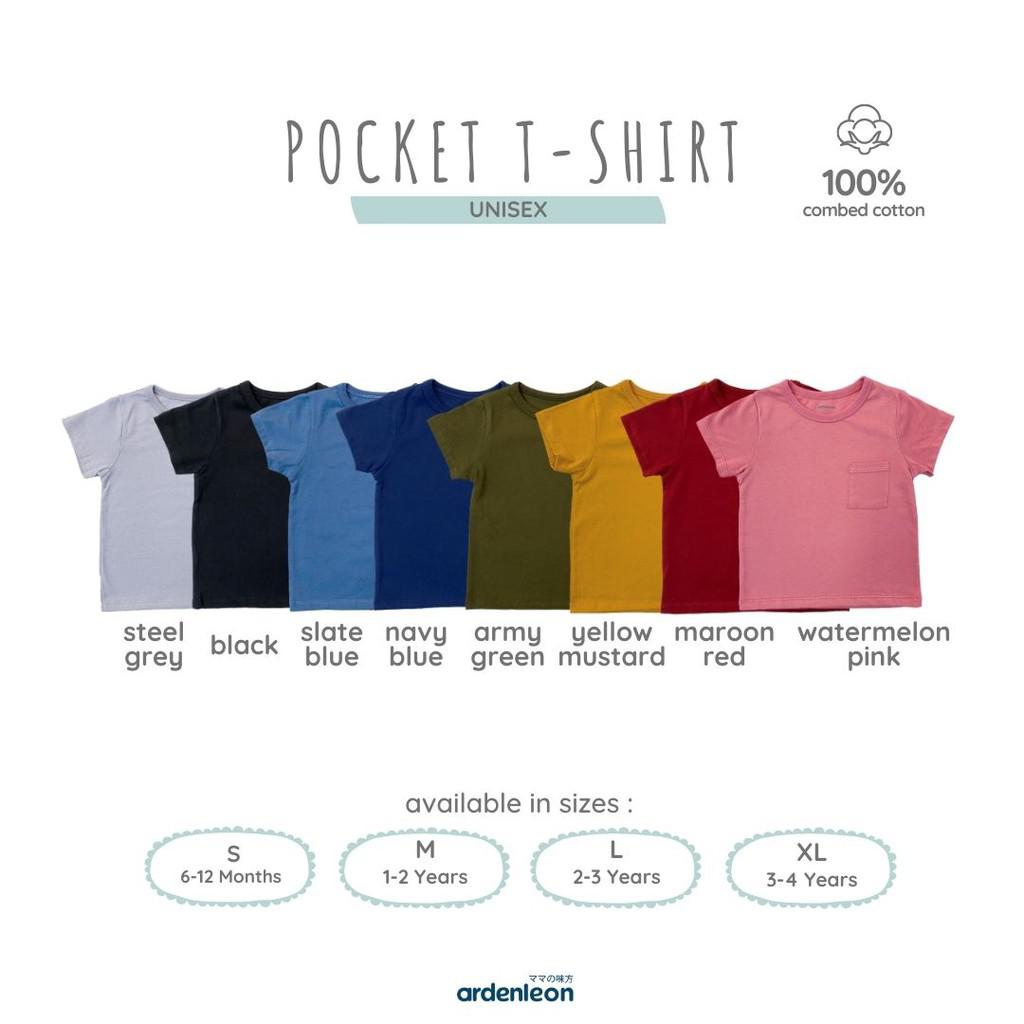 POCKET T-SHIRT
UNISEX
100%
combed cotton
steel
grey
black
slate
blue
navy
blue
army
green
yellow
mustard
maroon
red
watermelon
pink
available in sizes :
S
6-12 Months
M
1-2 Years
L
2-3 Years
XL
3-4 Years
ママの味方
ardenleon